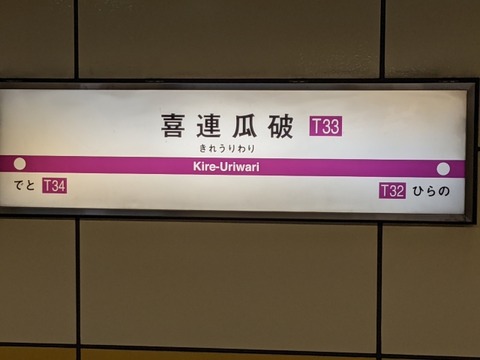 喜連瓜破 T33
きれうりわり
Kire-Uriwari
でと T34
T32 ひらの